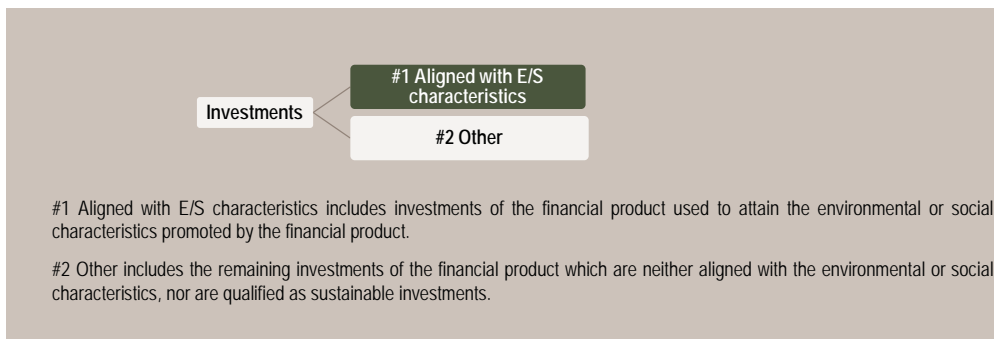 #1 Aligned with E/S
characteristics
Investments
#2 Other
#1 Aligned with E/S characteristics includes investments of the financial product used to attain the environmental or social
characteristics promoted by the financial product.
#2 Other includes the remaining investments of the financial product which are neither aligned with the environmental or social
characteristics, nor are qualified as sustainable investments.